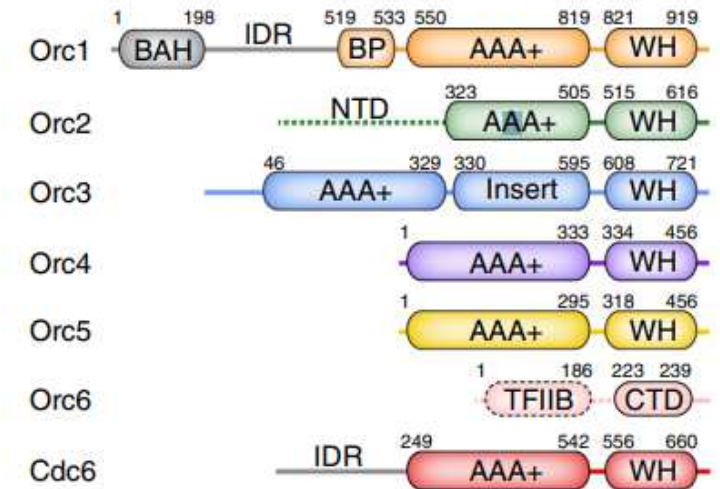 1 198 519 533 550 819 821 919
Orc1 BAH IDR BP AAA+ WH
323 505 515 616
Orc2 NTD AAA+ WH
46 329 330 595 608 721
Orc3 AAA+ Insert WH
1 333 334 456
Orc4 AAA+ WH
1 295 318 456
Orc5 AAA+ WH
1 186 223 239
Orc6 TFIIB CTD
249 542 556 660
Cdc6 IDR AAA+ WH